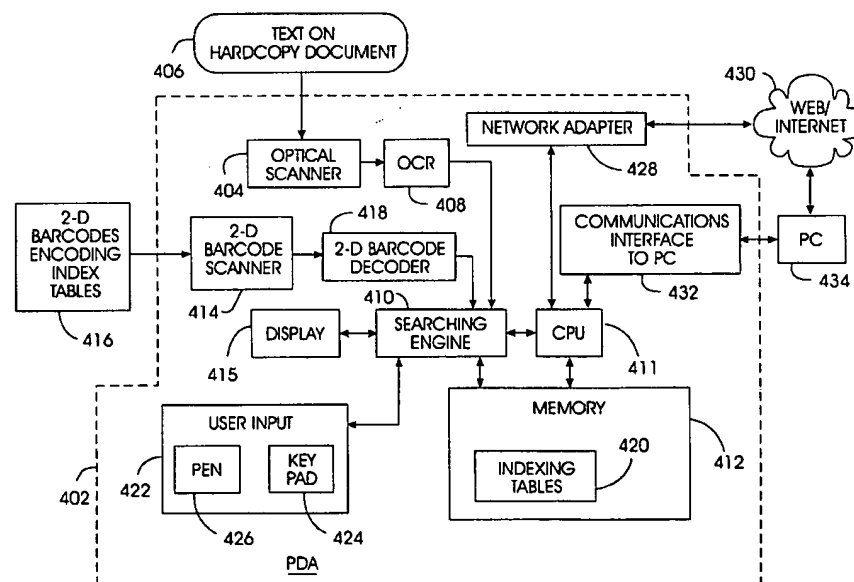 TEXT ON
HARDCOPY DOCUMENT
406
430
WEB/
INTERNET
NETWORK ADAPTER
428
OPTICAL
SCANNER
404
OCR
408
2-D
BARCODES
ENCODING
INDEX
TABLES
416
2-D
BARCODE
SCANNER
414
418
2-D BARCODE
DECODER
COMMUNICATIONS
INTERFACE
TO PC
432
PC
434
410
SEARCHING
ENGINE
DISPLAY
415
CPU
411
USER INPUT
422
PEN
426
KEY
PAD
424
MEMORY
412
INDEXING
TABLES
420
402
PDA